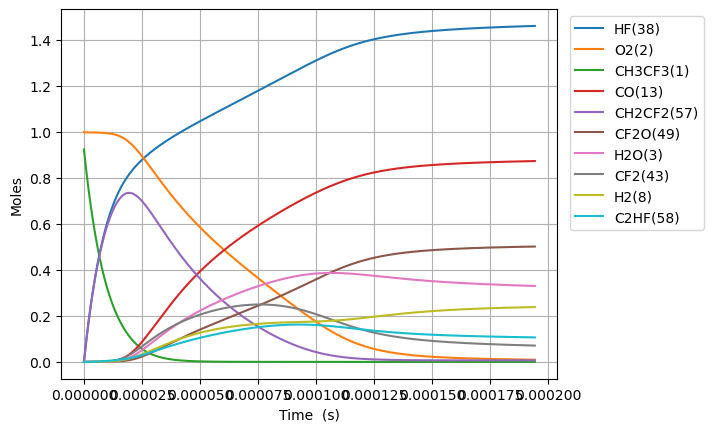 1.4
1.2
1.0
0.8
0.6
0.4
0.2
0.0
Moles
0.000000 0.000025 0.000050 0.000075 0.000100 0.000125 0.000150 0.000175 0.000200
Time (s)
HF(38)
O2(2)
CH3CF3(1)
CO(13)
CH2CF2(57)
CF2O(49)
H2O(3)
CF2(43)
H2(8)
C2HF(58)